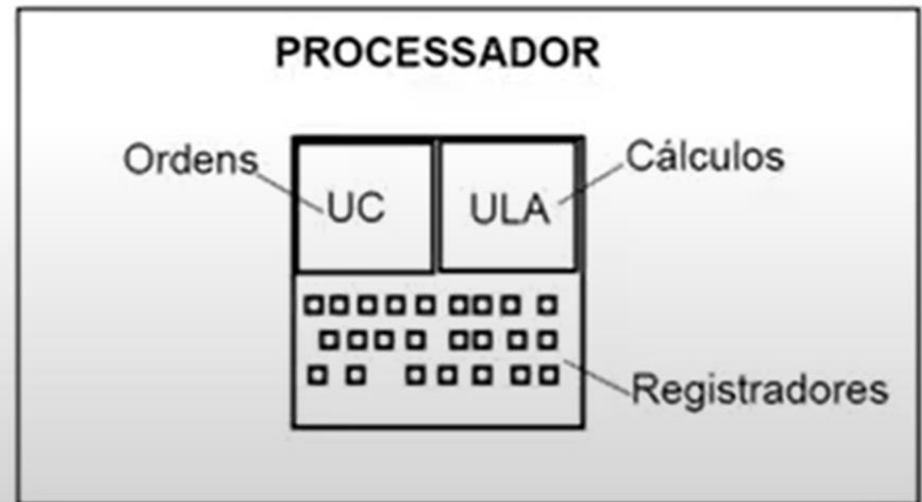 PROCESSADOR
Ordens
Cálculos
UC
ULA
Registradores